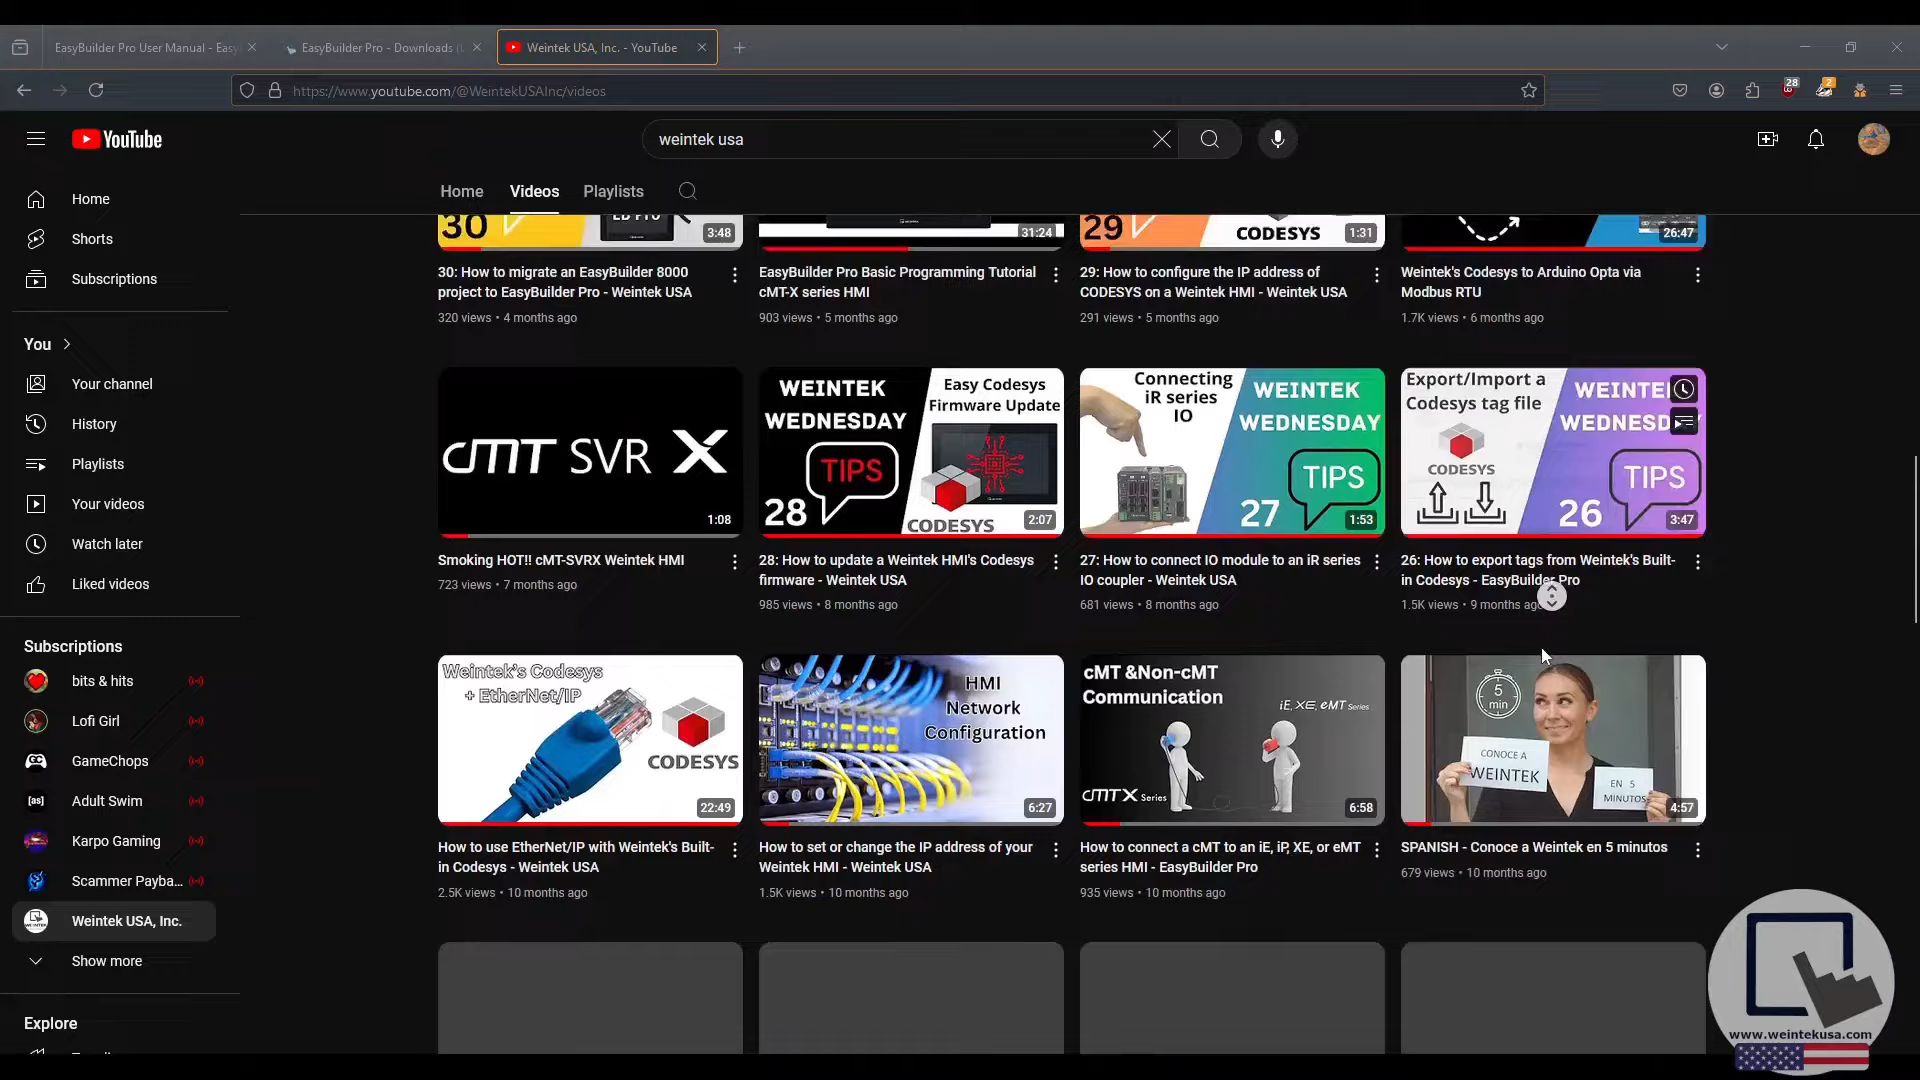 EasyBuilder Pro User Manual - Easy
EasyBuilder Pro - Downloads (
Weintek USA, Inc. - YouTube
https://www.youtube.com/@WeintekUSAInc/videos
28
2
YouTube
weintek usa
Home
Videos
Playlists
Home
Shorts
Subscriptions
You
Your channel
History
Playlists
Your videos
Watch later
Liked videos
Subscriptions
bits & hits
Lofi Girl
GameChops
Adult Swim
Karpo Gaming
Scammer Payba...
Weintek USA, Inc.
Show more
Explore
30
3:48
30: How to migrate an EasyBuilder 8000
project to EasyBuilder Pro - Weintek USA
320 views • 4 months ago
31:24
EasyBuilder Pro Basic Programming Tutorial
cMT-X series HMI
903 views • 5 months ago
29
CODESYS
1:31
29: How to configure the IP address of
CODESYS on a Weintek HMI - Weintek USA
291 views • 5 months ago
26:47
Weintek's Codesys to Arduino Opta via
Modbus RTU
1.7K views • 6 months ago
cMT SVR X
1:08
Smoking HOT!! cMT-SVRX Weintek HMI
723 views • 7 months ago
WEINTEK
WEDNESDAY
TIPS
28
Easy Codesys
Firmware Update
CODESYS
2:07
28: How to update a Weintek HMI's Codesys
firmware - Weintek USA
985 views • 8 months ago
Connecting
iR series
IO
WEINTEK
WEDNESDAY
TIPS
27
1:53
27: How to connect IO module to an iR series
IO coupler - Weintek USA
681 views • 8 months ago
Export/Import a
Codesys tag file
CODESYS
WEINTE
WEDNESD
TIPS
26
3:47
26: How to export tags from Weintek's Built-
in Codesys - EasyBuilder Pro
1.5K views • 9 months ago
Weintek's Codesys
+ EtherNet/IP
CODESYS
22:49
How to use EtherNet/IP with Weintek's Built-
in Codesys - Weintek USA
2.5K views • 10 months ago
HMI
Network
Configuration
6:27
How to set or change the IP address of your
Weintek HMI - Weintek USA
1.5K views • 10 months ago
cMT &Non-cMT
Communication
iE, XE, eMT Series
cMT X Series
6:58
How to connect a cMT to an iE, iP, XE, or eMT
series HMI - EasyBuilder Pro
935 views • 10 months ago
5
min
CONOCE A
WEINTEK
EN 5
MINUTOS
4:57
SPANISH - Conoce a Weintek en 5 minutos
679 views • 10 months ago
www.weintekusa.com